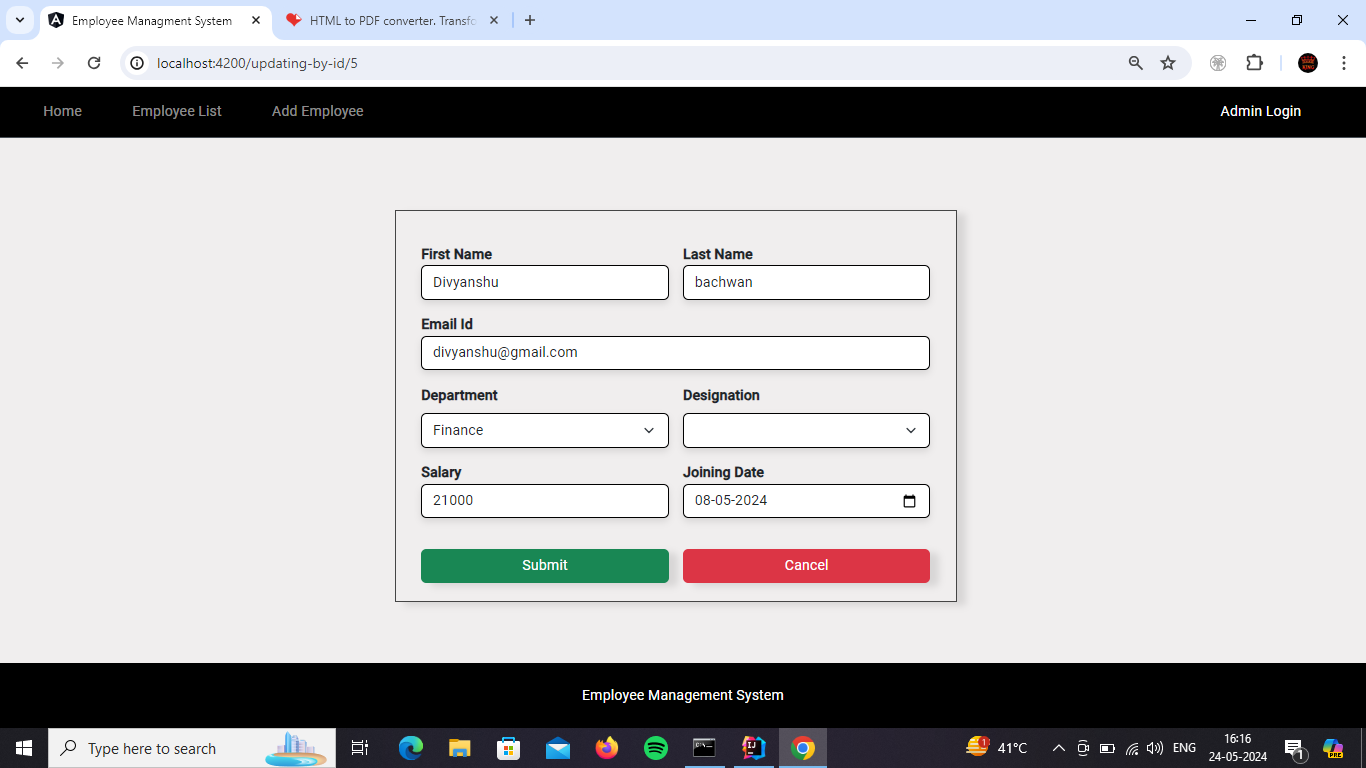 Employee Managment System
HTML to PDF converter. Transfo
localhost:4200/updating-by-id/5
Home Employee List Add Employee Admin Login
First Name Last Name
Divyanshu bachwan
Email Id
divyanshu@gmail.com
Department Designation
Finance
Salary Joining Date
21000 08-05-2024
Submit Cancel
Employee Management System
Type here to search
1
41°C
ENG
16:16
24-05-2024
1
PRE